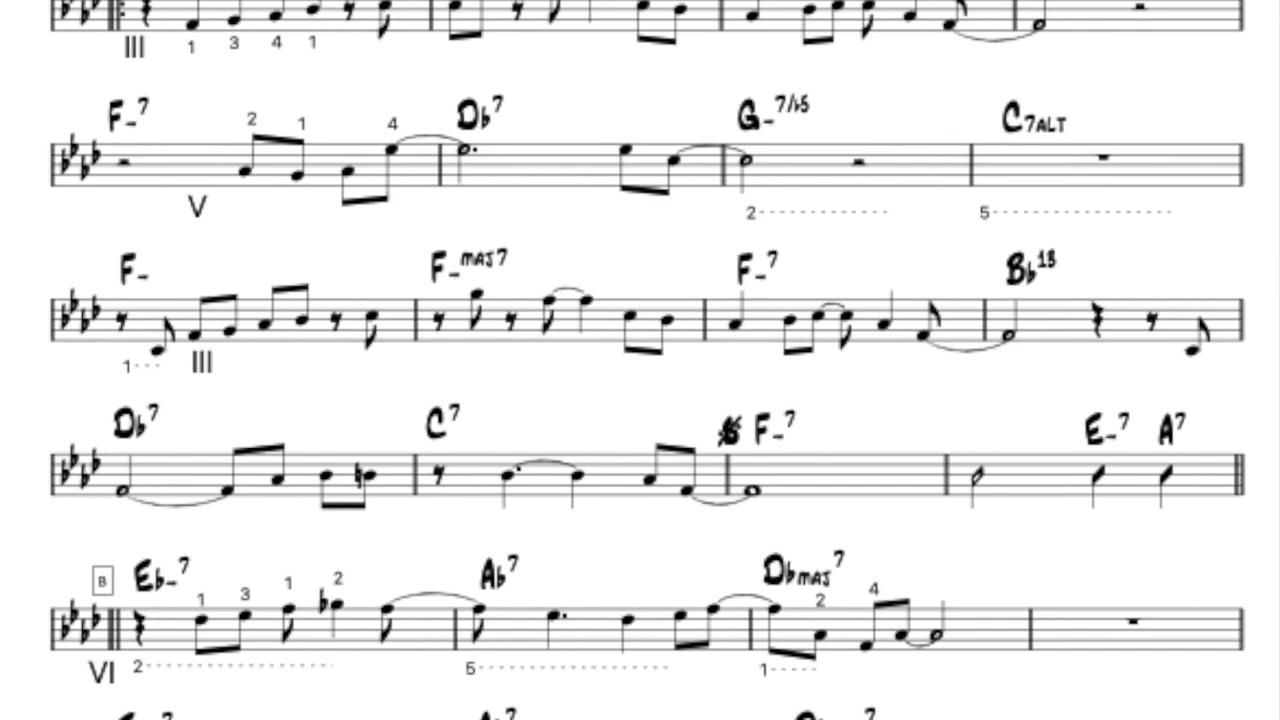 III 1 3 4 1
F-7 Db7 G-7/b5 C7ALT
2 1 4
V 2 5
F- F-MAJ7 F-7 Bb13
1 III
Db7 C7 F-7 E-7 A7
B Eb-7 Ab7 DbMAJ7
1 3 1 2 2 4
VI 2 5 1